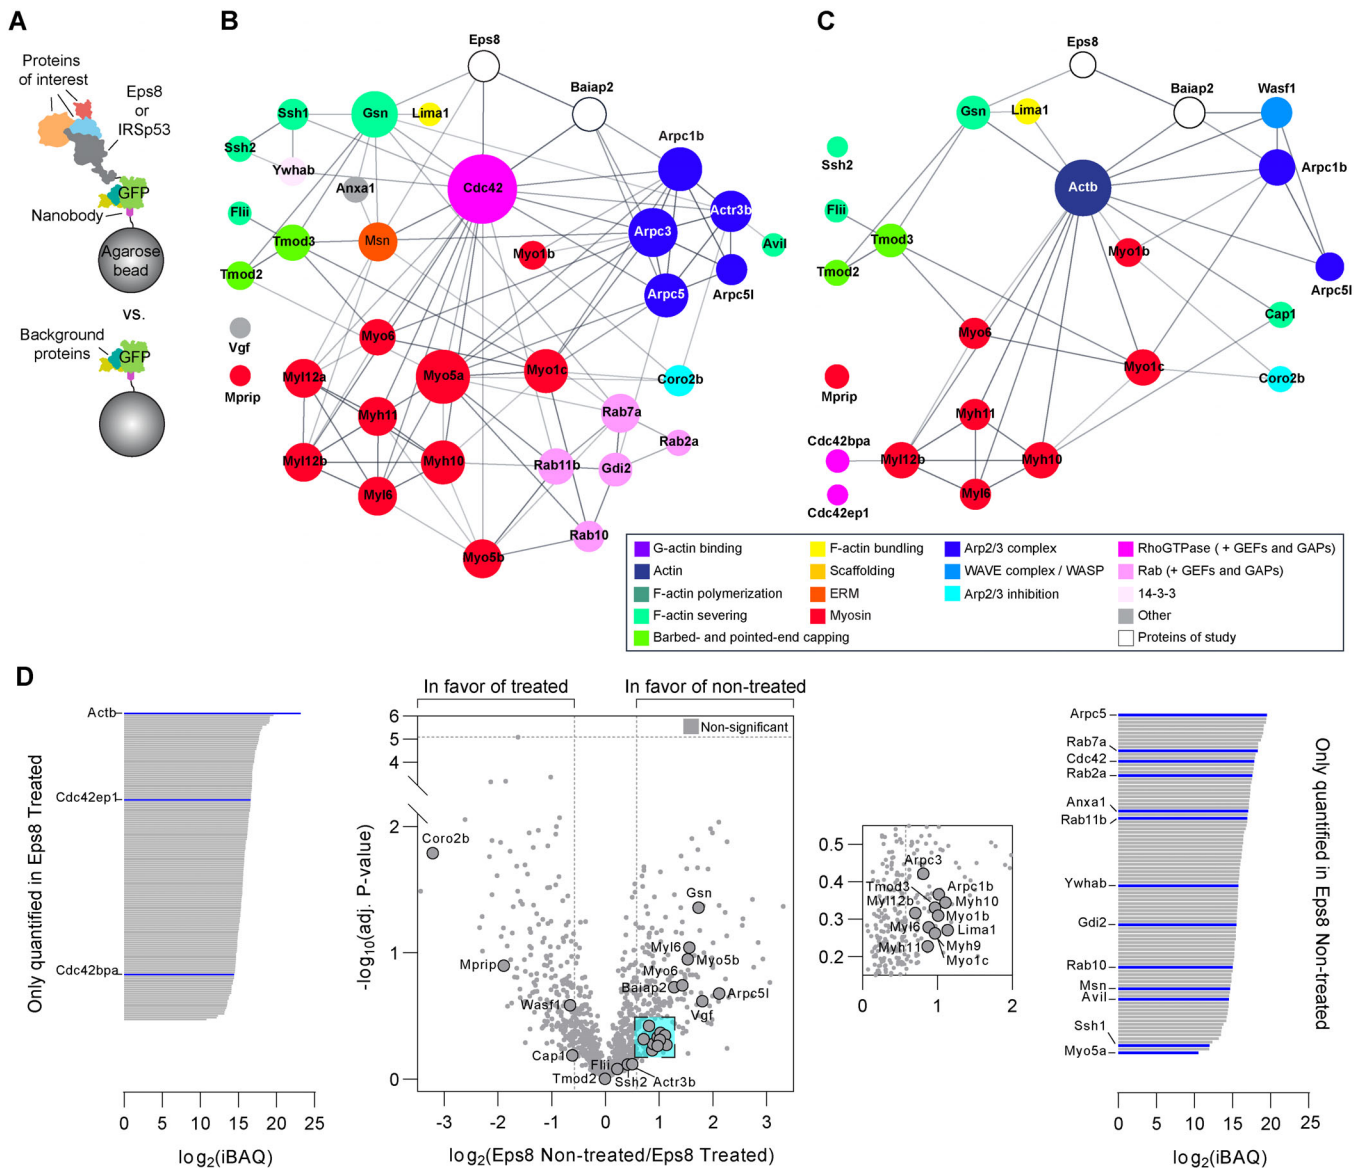 A
Proteins
of interest
Eps8
or
IRSp53
GFP
Nanobody
Agarose
bead
vs.
Background
proteins
GFP
B
Eps8
Baiap2
Ssh1
Gsn
Lima1
Ssh2
Ywhab
Anxa1
Cdc42
Arpc1b
Actr3b
Flii
Tmod3
Msn
Myo1b
Arpc3
Avil
Tmod2
Arpc5
Arpc5l
Vgf
Myo6
Mprip
Myl12a
Myo5a
Myo1c
Coro2b
Myh11
Rab7a
Rab2a
Myl12b
Myh10
Rab11b
Gdi2
Myl6
Rab10
Myo5b
C
Eps8
Baiap2
Wasf1
Gsn
Lima1
Ssh2
Arpc1b
Actb
Flii
Tmod3
Myo1b
Tmod2
Arpc5l
Cap1
Myo6
Myo1c
Mprip
Coro2b
Myh11
Cdc42bpa
Myl12b
Myh10
Myl6
Cdc42ep1
G-actin binding
Actin
F-actin polymerization
F-actin severing
Barbed- and pointed-end capping
F-actin bundling
Scaffolding
ERM
Myosin
Arp2/3 complex
WAVE complex / WASP
Arp2/3 inhibition
RhoGTPase ( + GEFs and GAPs)
Rab (+ GEFs and GAPs)
14-3-3
Other
Proteins of study
D
Only quantified in Eps8 Treated
Actb
Cdc42ep1
Cdc42bpa
0 5 10 15 20 25
log2(iBAQ)
In favor of treated
In favor of non-treated
Non-significant
-log10(adj. P-value)
6
5
4
2
1
0
Coro2b
Gsn
Myl6
Mprip
Myo5b
Myo6
Baiap2
Arpc5l
Wasf1
Vgf
Cap1
Flii
Tmod2
Ssh2
Actr3b
-3 -2 -1 0 1 2 3
log2(Eps8 Non-treated/Eps8 Treated)
0.5
0.4
0.3
0.2
Arpc3
Tmod3
Arpc1b
Myl12b
Myh10
Myo1b
Myl6
Lima1
Myh11
Myh9
Myo1c
0 1 2
Arpc5
Rab7a
Cdc42
Rab2a
Anxa1
Rab11b
Ywhab
Gdi2
Rab10
Msn
Avil
Ssh1
Myo5a
Only quantified in Eps8 Non-treated
0 5 10 15 20 25
log2(iBAQ)